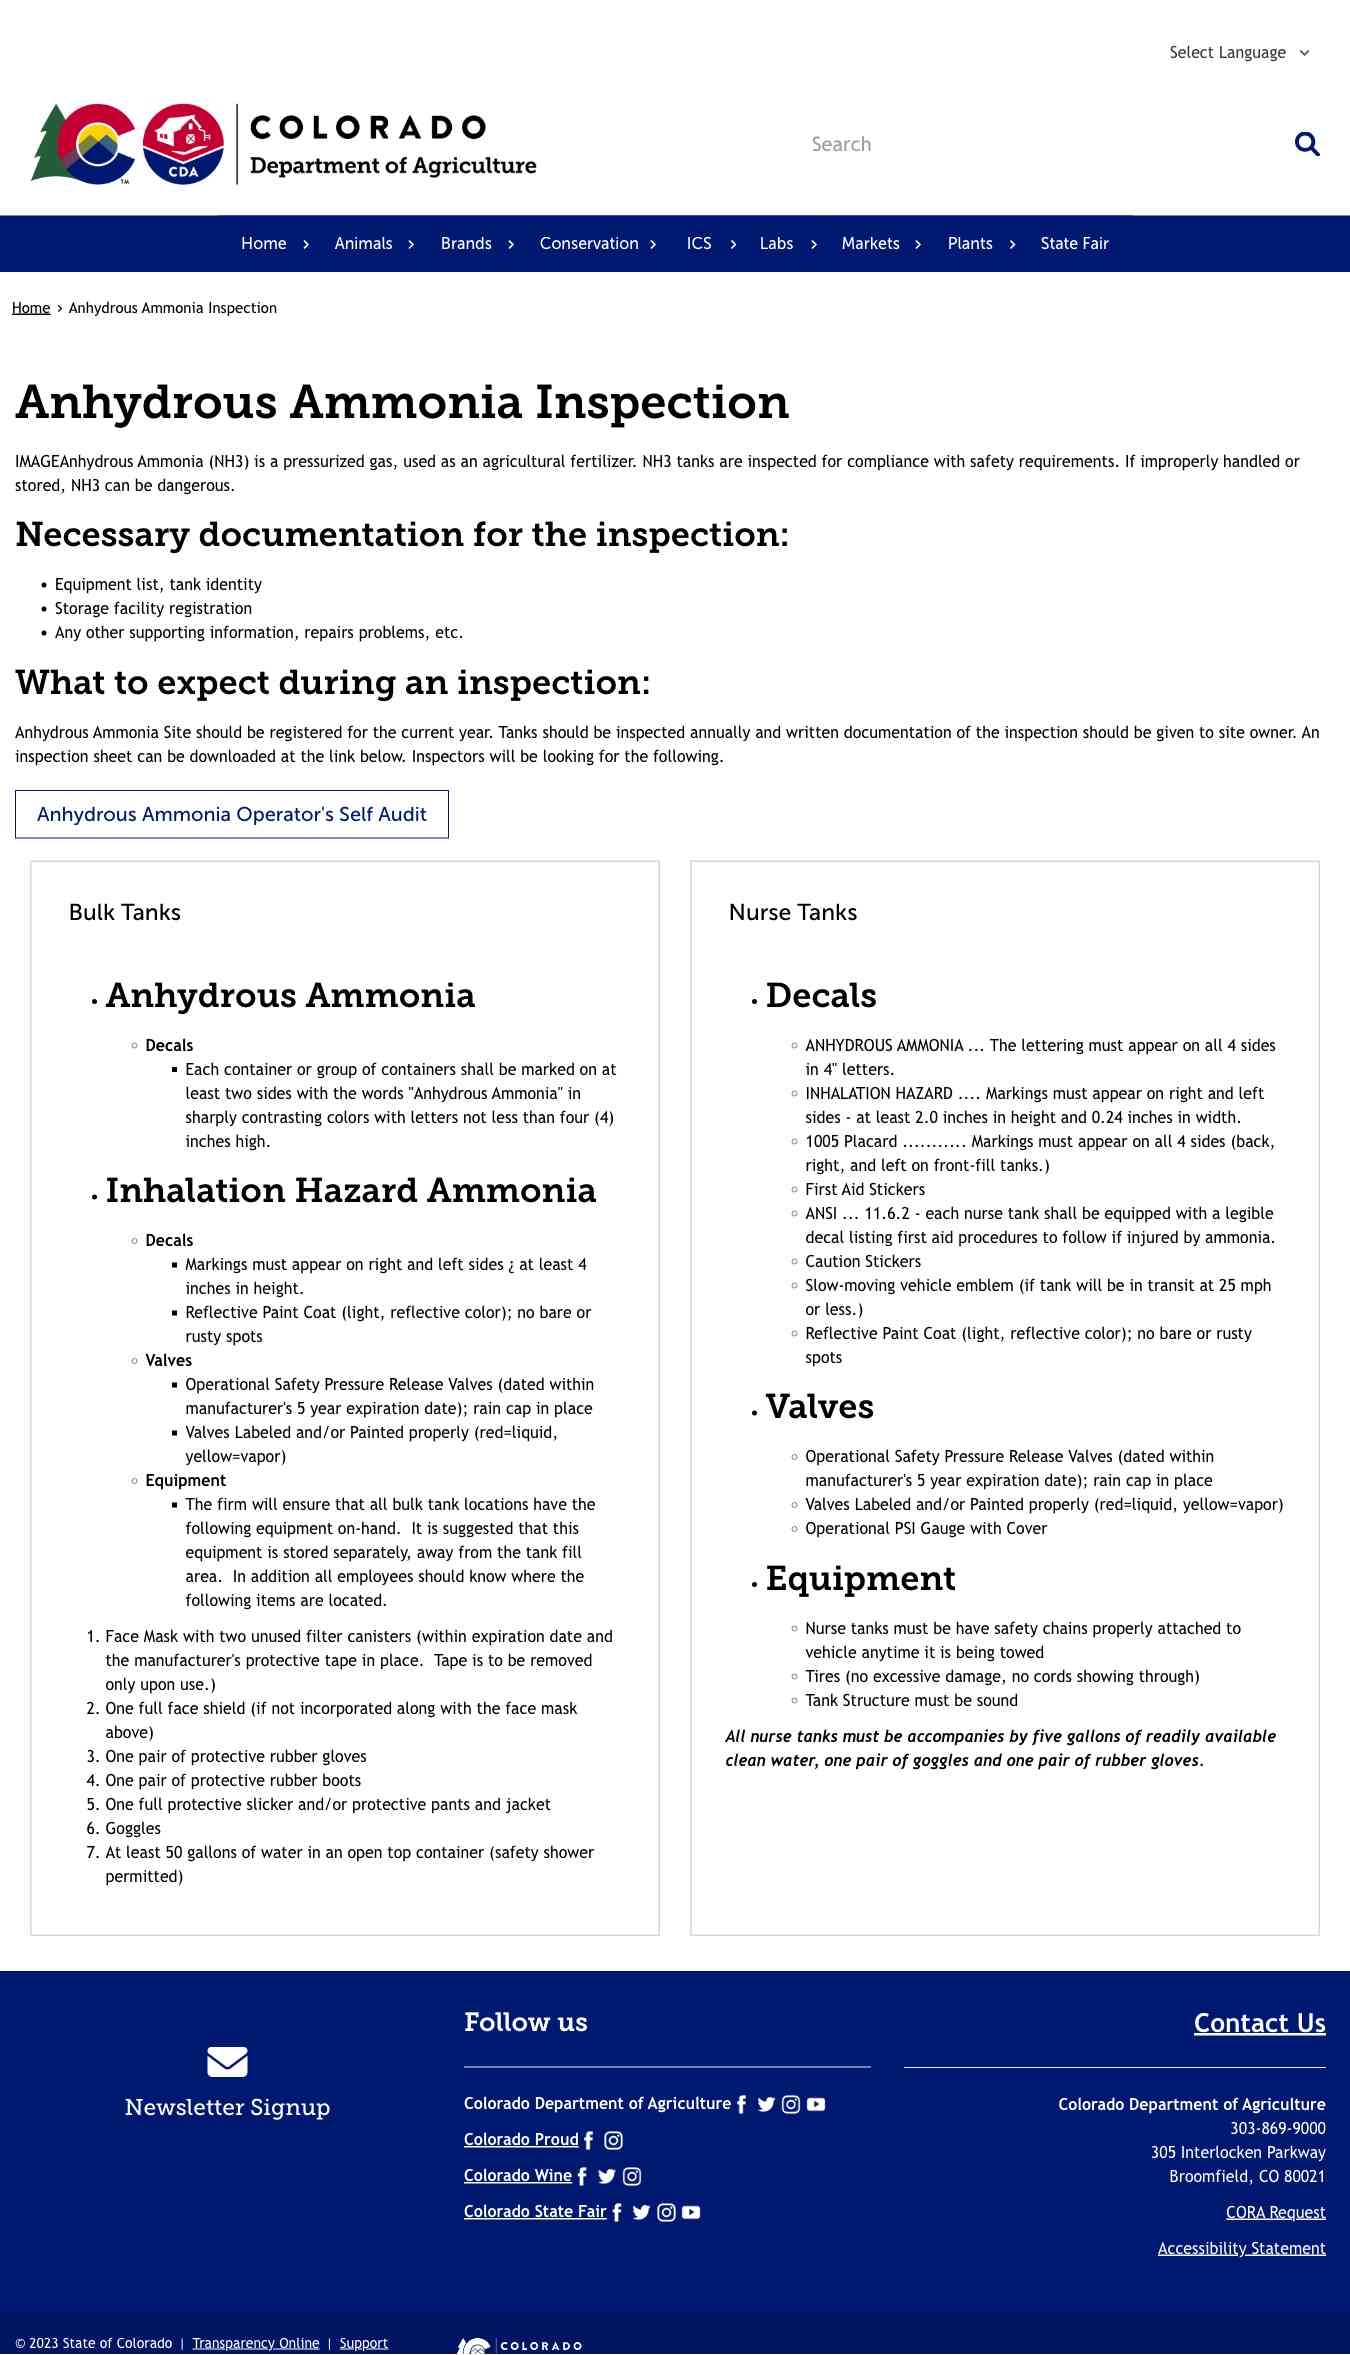 Select Language
COLORADO
Department of Agriculture
CDA
TM
Search
Home
Animals
Brands
Conservation
ICS
Labs
Markets
Plants
State Fair
Home › Anhydrous Ammonia Inspection
Anhydrous Ammonia Inspection
IMAGEAnhydrous Ammonia (NH3) is a pressurized gas, used as an agricultural fertilizer. NH3 tanks are inspected for compliance with safety requirements. If improperly handled or
stored, NH3 can be dangerous.
Necessary documentation for the inspection:
• Equipment list, tank identity
• Storage facility registration
• Any other supporting information, repairs problems, etc.
What to expect during an inspection:
Anhydrous Ammonia Site should be registered for the current year. Tanks should be inspected annually and written documentation of the inspection should be given to site owner. An
inspection sheet can be downloaded at the link below. Inspectors will be looking for the following.
Anhydrous Ammonia Operator's Self Audit
Bulk Tanks
• Anhydrous Ammonia
◦ Decals
▪ Each container or group of containers shall be marked on at
least two sides with the words "Anhydrous Ammonia" in
sharply contrasting colors with letters not less than four (4)
inches high.
• Inhalation Hazard Ammonia
◦ Decals
▪ Markings must appear on right and left sides ¿ at least 4
inches in height.
▪ Reflective Paint Coat (light, reflective color); no bare or
rusty spots
◦ Valves
▪ Operational Safety Pressure Release Valves (dated within
manufacturer's 5 year expiration date); rain cap in place
▪ Valves Labeled and/or Painted properly (red=liquid,
yellow=vapor)
◦ Equipment
▪ The firm will ensure that all bulk tank locations have the
following equipment on-hand.  It is suggested that this
equipment is stored separately, away from the tank fill
area.  In addition all employees should know where the
following items are located.
1. Face Mask with two unused filter canisters (within expiration date and
the manufacturer's protective tape in place.  Tape is to be removed
only upon use.)
2. One full face shield (if not incorporated along with the face mask
above)
3. One pair of protective rubber gloves
4. One pair of protective rubber boots
5. One full protective slicker and/or protective pants and jacket
6. Goggles
7. At least 50 gallons of water in an open top container (safety shower
permitted)
Nurse Tanks
• Decals
◦ ANHYDROUS AMMONIA ... The lettering must appear on all 4 sides
in 4" letters.
◦ INHALATION HAZARD .... Markings must appear on right and left
sides - at least 2.0 inches in height and 0.24 inches in width.
◦ 1005 Placard .......... Markings must appear on all 4 sides (back,
right, and left on front-fill tanks.)
◦ First Aid Stickers
◦ ANSI ... 11.6.2 - each nurse tank shall be equipped with a legible
decal listing first aid procedures to follow if injured by ammonia.
◦ Caution Stickers
◦ Slow-moving vehicle emblem (if tank will be in transit at 25 mph
or less.)
◦ Reflective Paint Coat (light, reflective color); no bare or rusty
spots
• Valves
◦ Operational Safety Pressure Release Valves (dated within
manufacturer's 5 year expiration date); rain cap in place
◦ Valves Labeled and/or Painted properly (red=liquid, yellow=vapor)
◦ Operational PSI Gauge with Cover
• Equipment
◦ Nurse tanks must be have safety chains properly attached to
vehicle anytime it is being towed
◦ Tires (no excessive damage, no cords showing through)
◦ Tank Structure must be sound
All nurse tanks must be accompanies by five gallons of readily available
clean water, one pair of goggles and one pair of rubber gloves.
Newsletter Signup
Follow us
Colorado Department of Agriculture
Colorado Proud
Colorado Wine
Colorado State Fair
Contact Us
Colorado Department of Agriculture
303-869-9000
305 Interlocken Parkway
Broomfield, CO 80021
CORA Request
Accessibility Statement
© 2023 State of Colorado | Transparency Online | Support
COLORADO